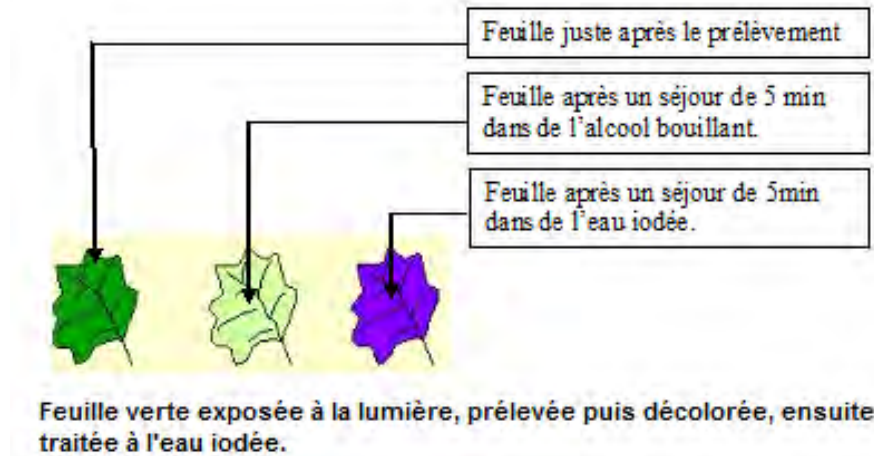 Feuille juste après le prélèvement
Feuille après un séjour de 5 min
dans de l'alcool bouillant.
Feuille après un séjour de 5min
dans de l'eau iodée.
Feuille verte exposée à la lumière, prélevée puis décolorée, ensuite
traitée à l'eau iodée.